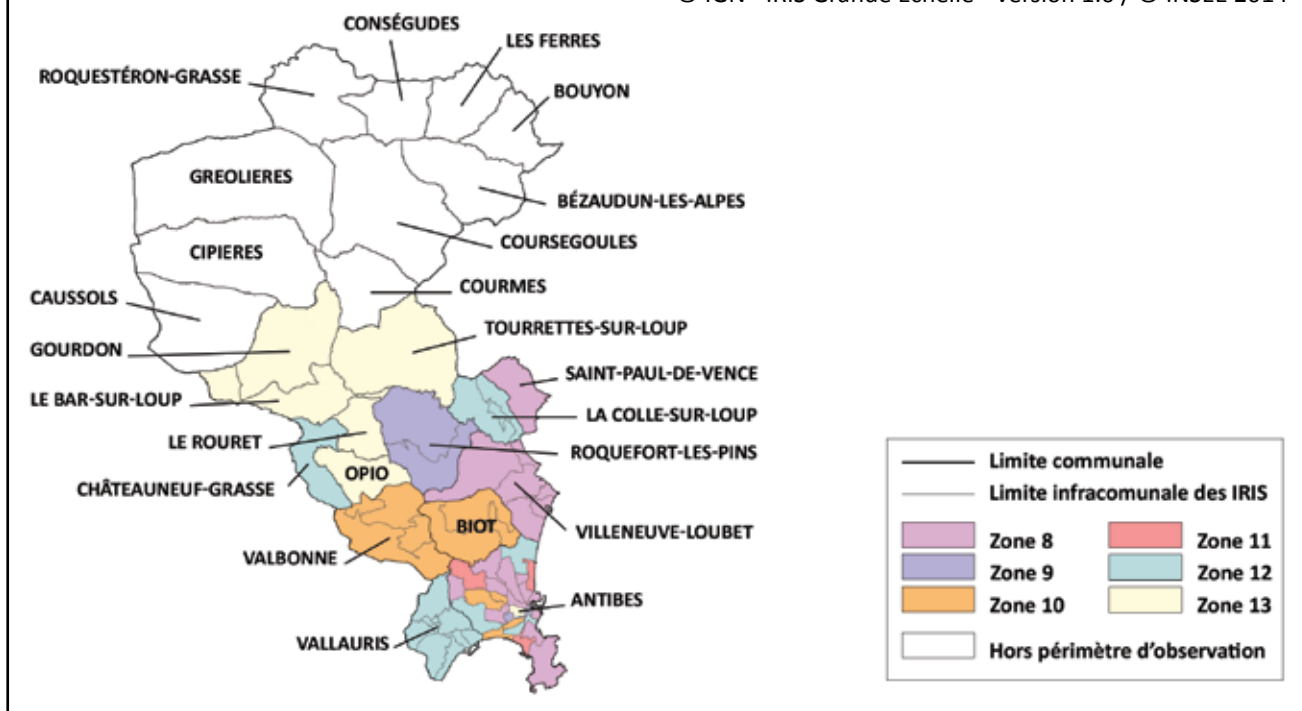 CONSÉGUDES
LES FERRES
ROQUESTÉRON-GRASSE
BOUYON
GREOLIERES
BÉZAUDUN-LES-ALPES
COURSEGOULES
CIPIERES
COURMES
CAUSSOLS
TOURRETTES-SUR-LOUP
GOURDON
SAINT-PAUL-DE-VENCE
LE BAR-SUR-LOUP
LA COLLE-SUR-LOUP
LE ROURET
ROQUEFORT-LES-PINS
OPIO
CHÂTEAUNEUF-GRASSE
BIOT
VILLENEUVE-LOUBET
VALBONNE
ANTIBES
VALLAURIS
Limite communale
Limite infracomunale des IRIS
Zone 8
Zone 11
Zone 9
Zone 12
Zone 10
Zone 13
Hors périmètre d'observation